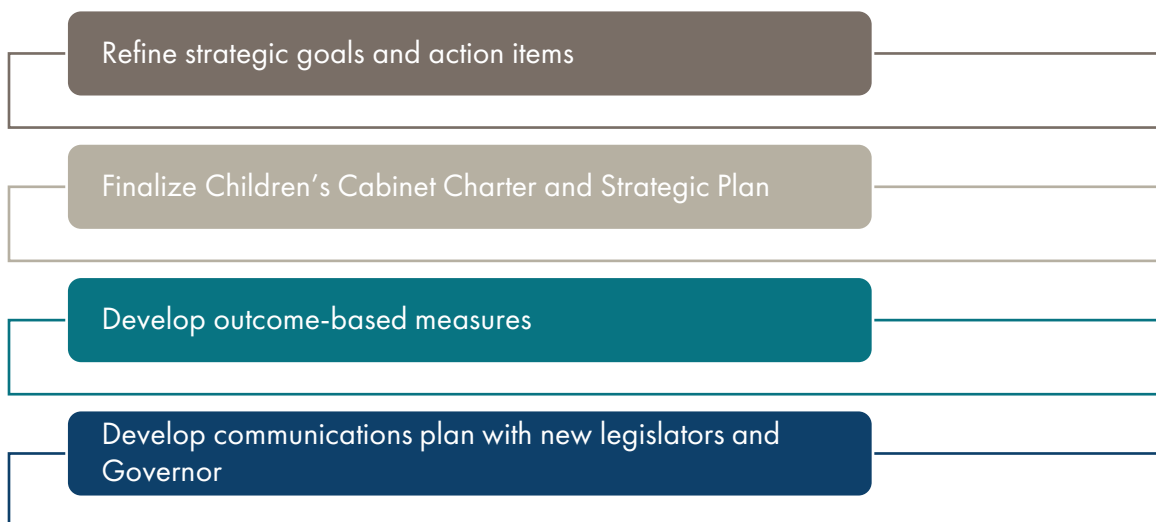 Refine strategic goals and action items
Finalize Children’s Cabinet Charter and Strategic Plan
Develop outcome-based measures
Develop communications plan with new legislators and
Governor